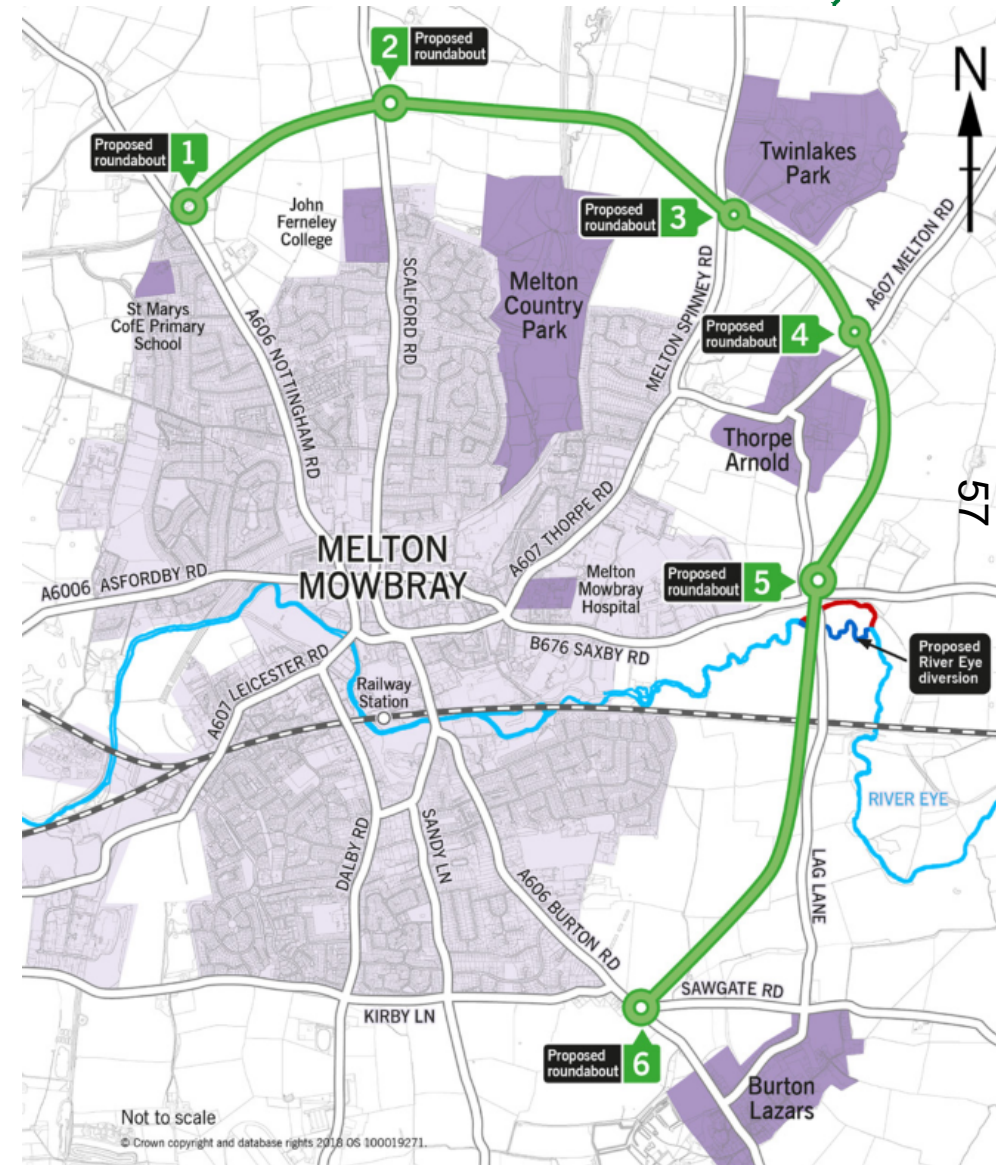 2
Proposed
roundabout
N
Proposed
roundabout
1
Twinlakes
Park
John
Ferneley
College
Proposed
roundabout
3
A607 MELTON RD
SCALFORD RD
Melton
Country
Park
MELTON SPINNEY RD
St Marys
CofE Primary
School
A606 NOTTINGHAM RD
Proposed
roundabout
4
Thorpe
Arnold
57
A607 THORPE RD
MELTON
MOWBRAY
A6006 ASFORDBY RD
Melton
Mowbray
Hospital
Proposed
roundabout
5
B676 SAXBY RD
Proposed
River Eye
diversion
A607 LEICESTER RD
Railway
Station
RIVER EYE
DALBY RD
SANDY LN
LAG LANE
A606 BURTON RD
SAWGATE RD
KIRBY LN
Proposed
roundabout
6
Burton
Lazars
Not to scale
© Crown copyright and database rights 2018 OS 100019271.